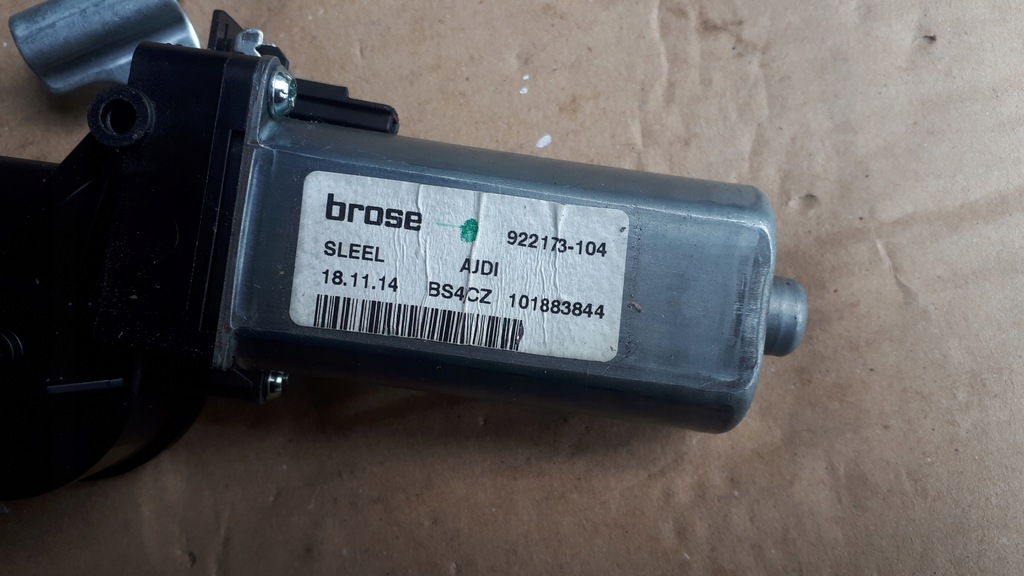 brose 922173-104
SLEEL AJDI
18.11.14 BS4CZ 101883844